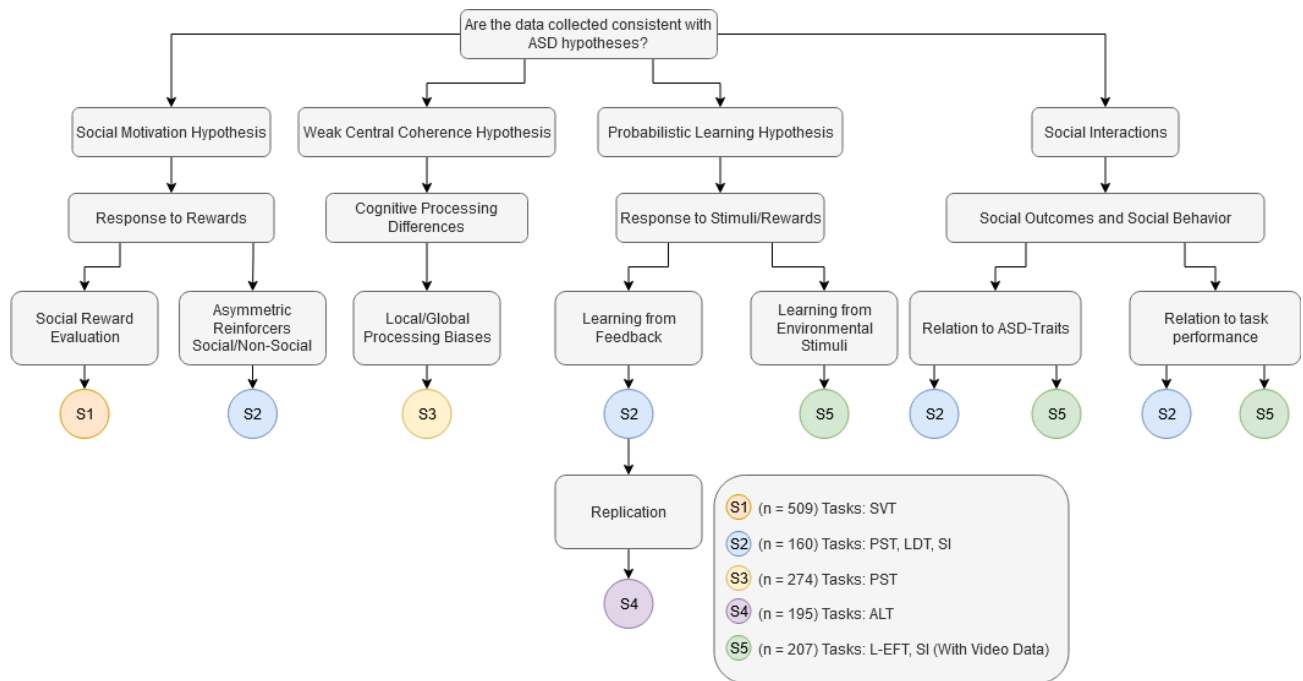 Are the data collected consistent with
ASD hypotheses?
Social Motivation Hypothesis
Weak Central Coherence Hypothesis
Probabilistic Learning Hypothesis
Social Interactions
Response to Rewards
Cognitive Processing
Differences
Response to Stimuli/Rewards
Social Outcomes and Social Behavior
Social Reward
Evaluation
Asymmetric
Reinforcers
Social/Non-Social
Local/Global
Processing Biases
Learning from
Feedback
Learning from
Environmental
Stimuli
Relation to ASD-Traits
Relation to task
performance
S1
S2
S3
S2
S5
S2
S5
S2
S5
Replication
S4
S1 (n = 509) Tasks: SVT
S2 (n = 160) Tasks: PST, LDT, SI
S3 (n = 274) Tasks: PST
S4 (n = 195) Tasks: ALT
S5 (n = 207) Tasks: L-EFT, SI (With Video Data)